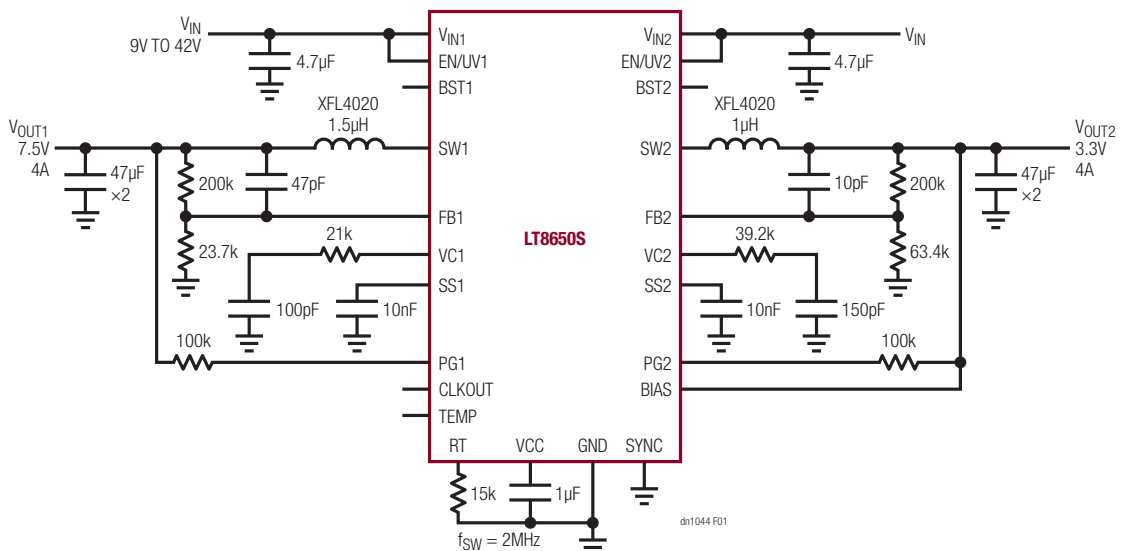 VIN
9V TO 42V
4.7µF
VIN1
EN/UV1
BST1
VIN2
EN/UV2
BST2
VIN
4.7µF
XFL4020
1.5µH
XFL4020
1µH
VOUT1
7.5V
4A
47µF
×2
200k
47pF
SW1
SW2
10pF
200k
47µF
×2
VOUT2
3.3V
4A
FB1
LT8650S
FB2
23.7k
21k
VC1
VC2
39.2k
63.4k
SS1
SS2
100pF
10nF
10nF
150pF
100k
PG1
PG2
100k
CLKOUT
BIAS
TEMP
RT
VCC
GND
SYNC
15k
1µF
fSW = 2MHz
dn1044 F01